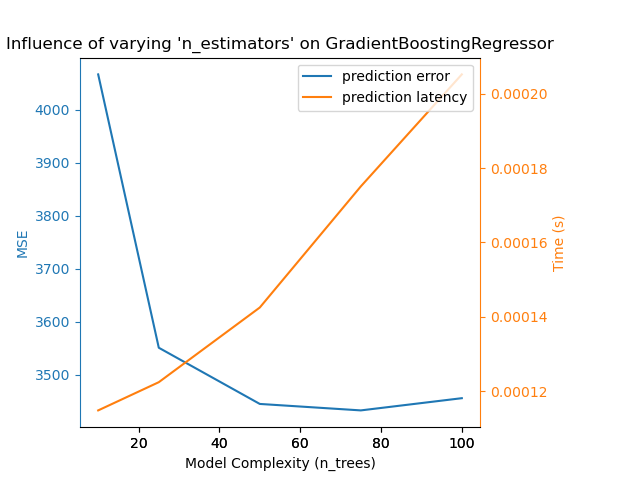 Influence of varying 'n_estimators' on GradientBoostingRegressor
prediction error
prediction latency
4000
3900
3800
3700
3600
3500
MSE
0.00020
0.00018
0.00016
0.00014
0.00012
Time (s)
20
40
60
80
100
Model Complexity (n_trees)